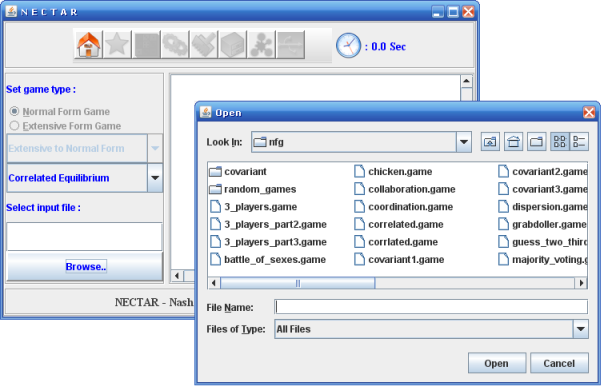 N E C T A R
: 0.0 Sec
Set game type :
Normal Form Game
Extensive Form Game
Extensive to Normal Form
Correlated Equilibrium
Select input file :
Browse..
NECTAR - Nash
Open
Look In:
nfg
covariant
random_games
3_players.game
3_players_part2.game
3_players_part3.game
battle_of_sexes.game
chicken.game
collaboration.game
coordination.game
correlated.game
corrlated.game
covariant1.game
covariant2.game
covariant3.game
dispersion.game
grabdoller.game
guess_two_third
majority_voting.g
File Name:
Files of Type:
All Files
Open
Cancel